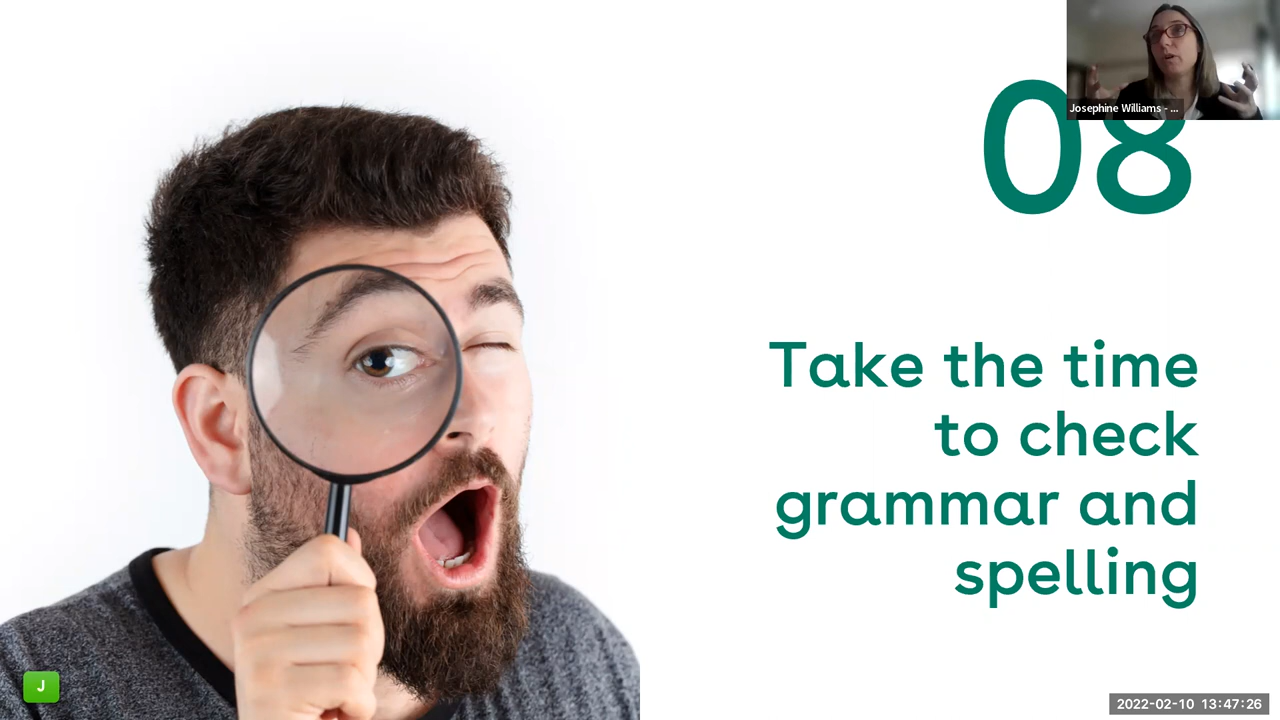 Josephine Williams - ...
08
Take the time
to check
grammar and
spelling
J
2022-02-10 13:47:26